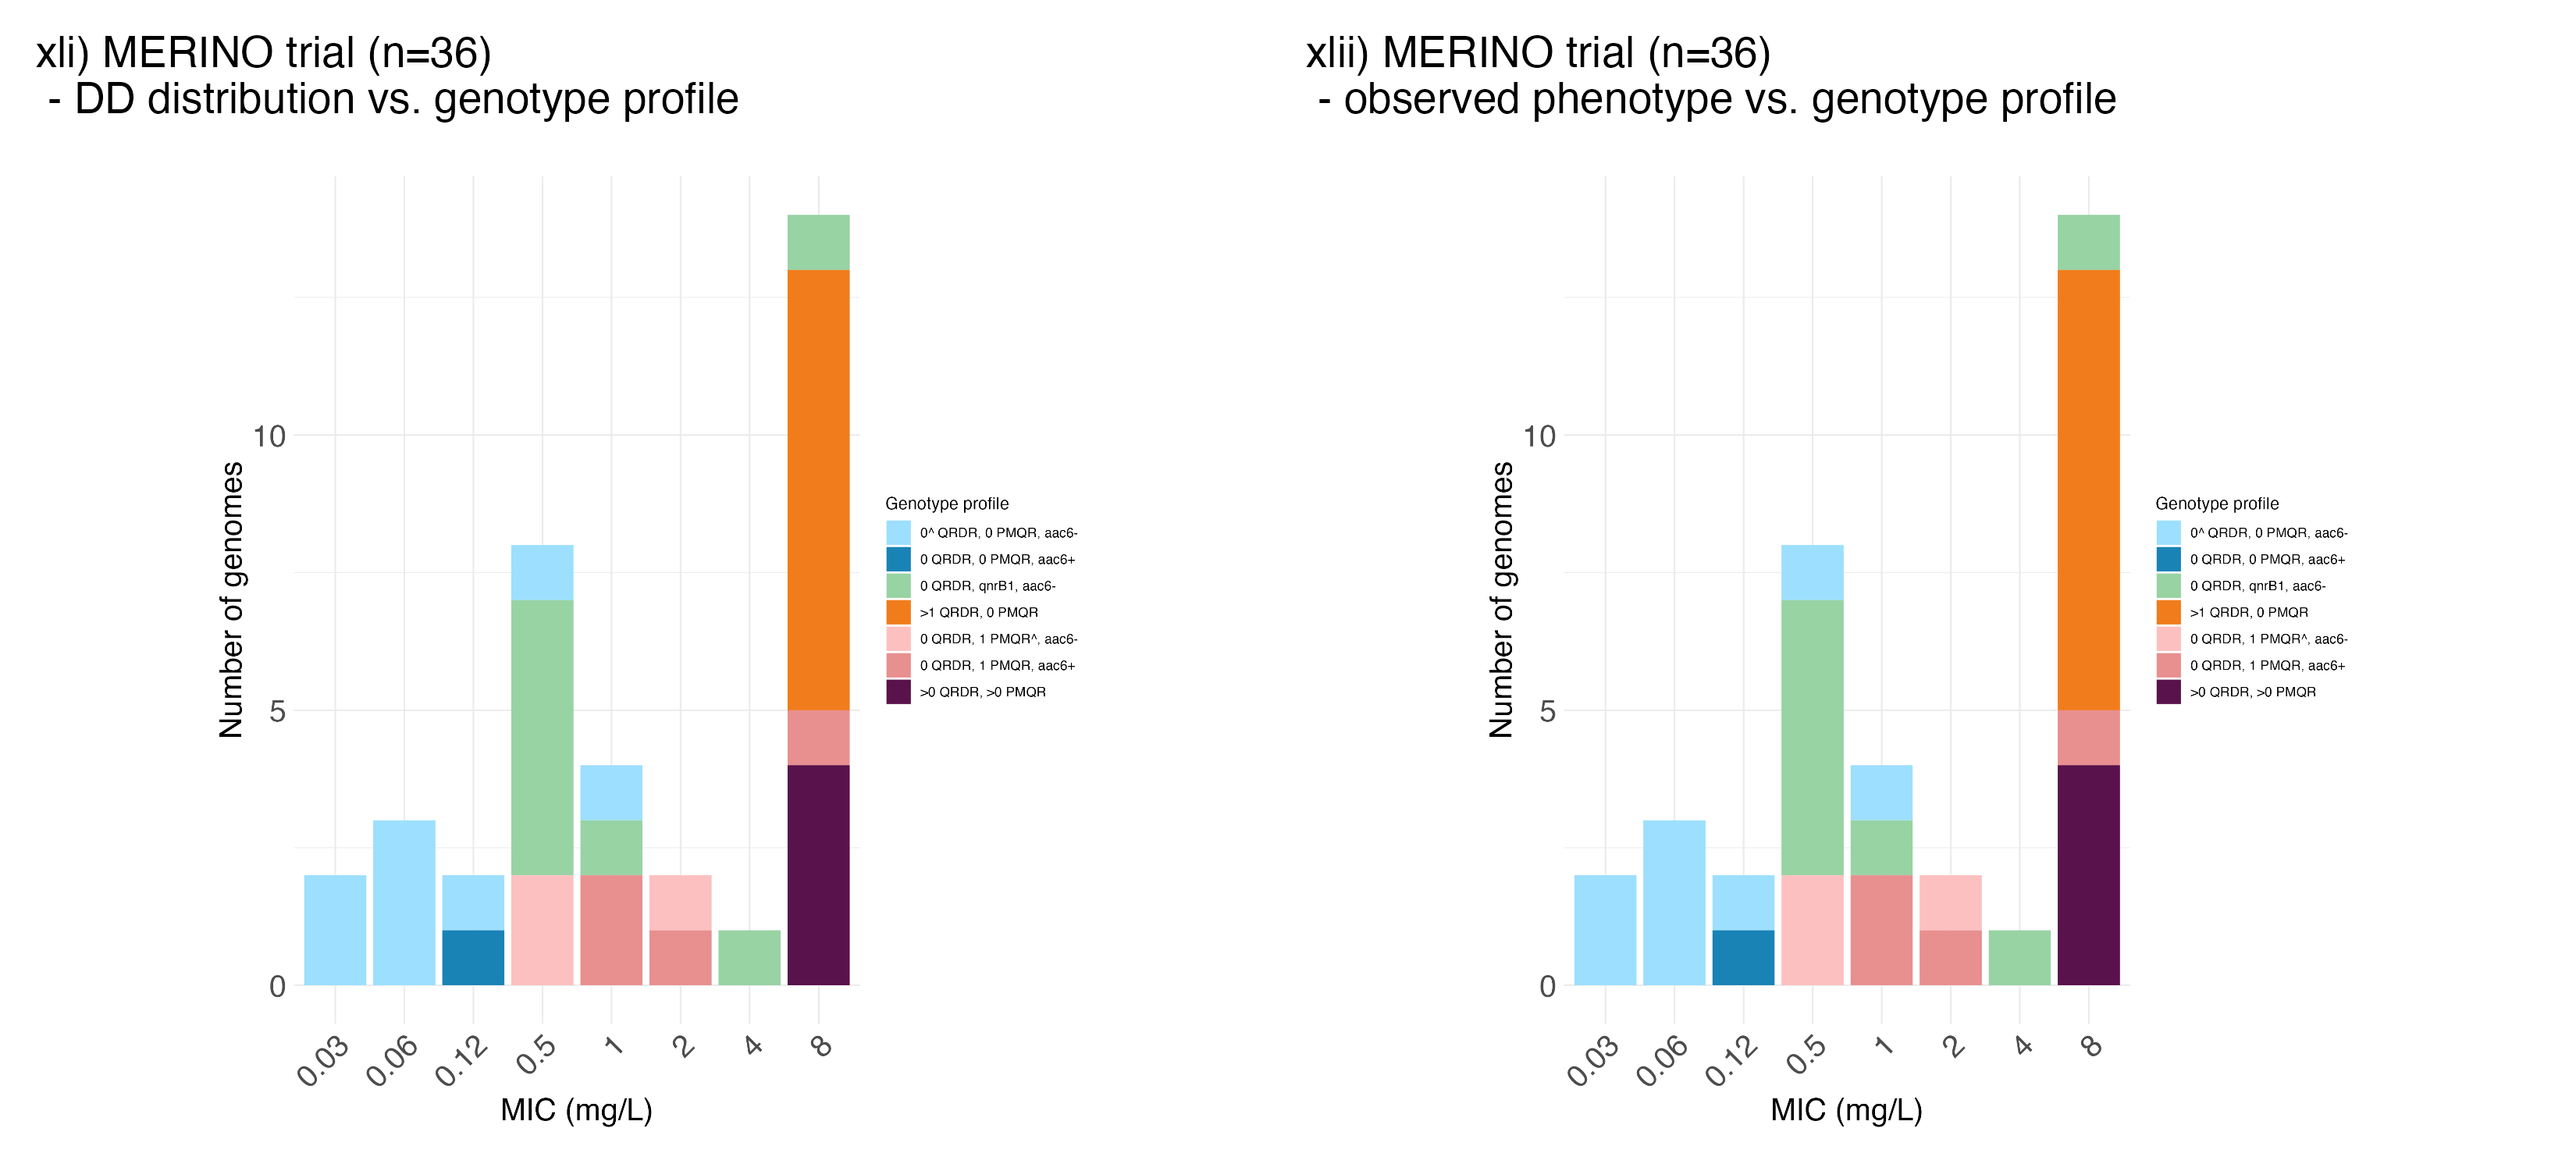 xli) MERINO trial (n=36)
- DD distribution vs. genotype profile
Number of genomes
10
5
0
0.03
0.06
0.12
0.5
1
2
4
8
MIC (mg/L)
Genotype profile
0^ QRDR, 0 PMQR, aac6-
0 QRDR, 0 PMQR, aac6+
0 QRDR, qnrB1, aac6-
>1 QRDR, 0 PMQR
0 QRDR, 1 PMQR^, aac6-
0 QRDR, 1 PMQR, aac6+
>0 QRDR, >0 PMQR
xlii) MERINO trial (n=36)
- observed phenotype vs. genotype profile
Number of genomes
10
5
0
0.03
0.06
0.12
0.5
1
2
4
8
MIC (mg/L)
Genotype profile
0^ QRDR, 0 PMQR, aac6-
0 QRDR, 0 PMQR, aac6+
0 QRDR, qnrB1, aac6-
>1 QRDR, 0 PMQR
0 QRDR, 1 PMQR^, aac6-
0 QRDR, 1 PMQR, aac6+
>0 QRDR, >0 PMQR